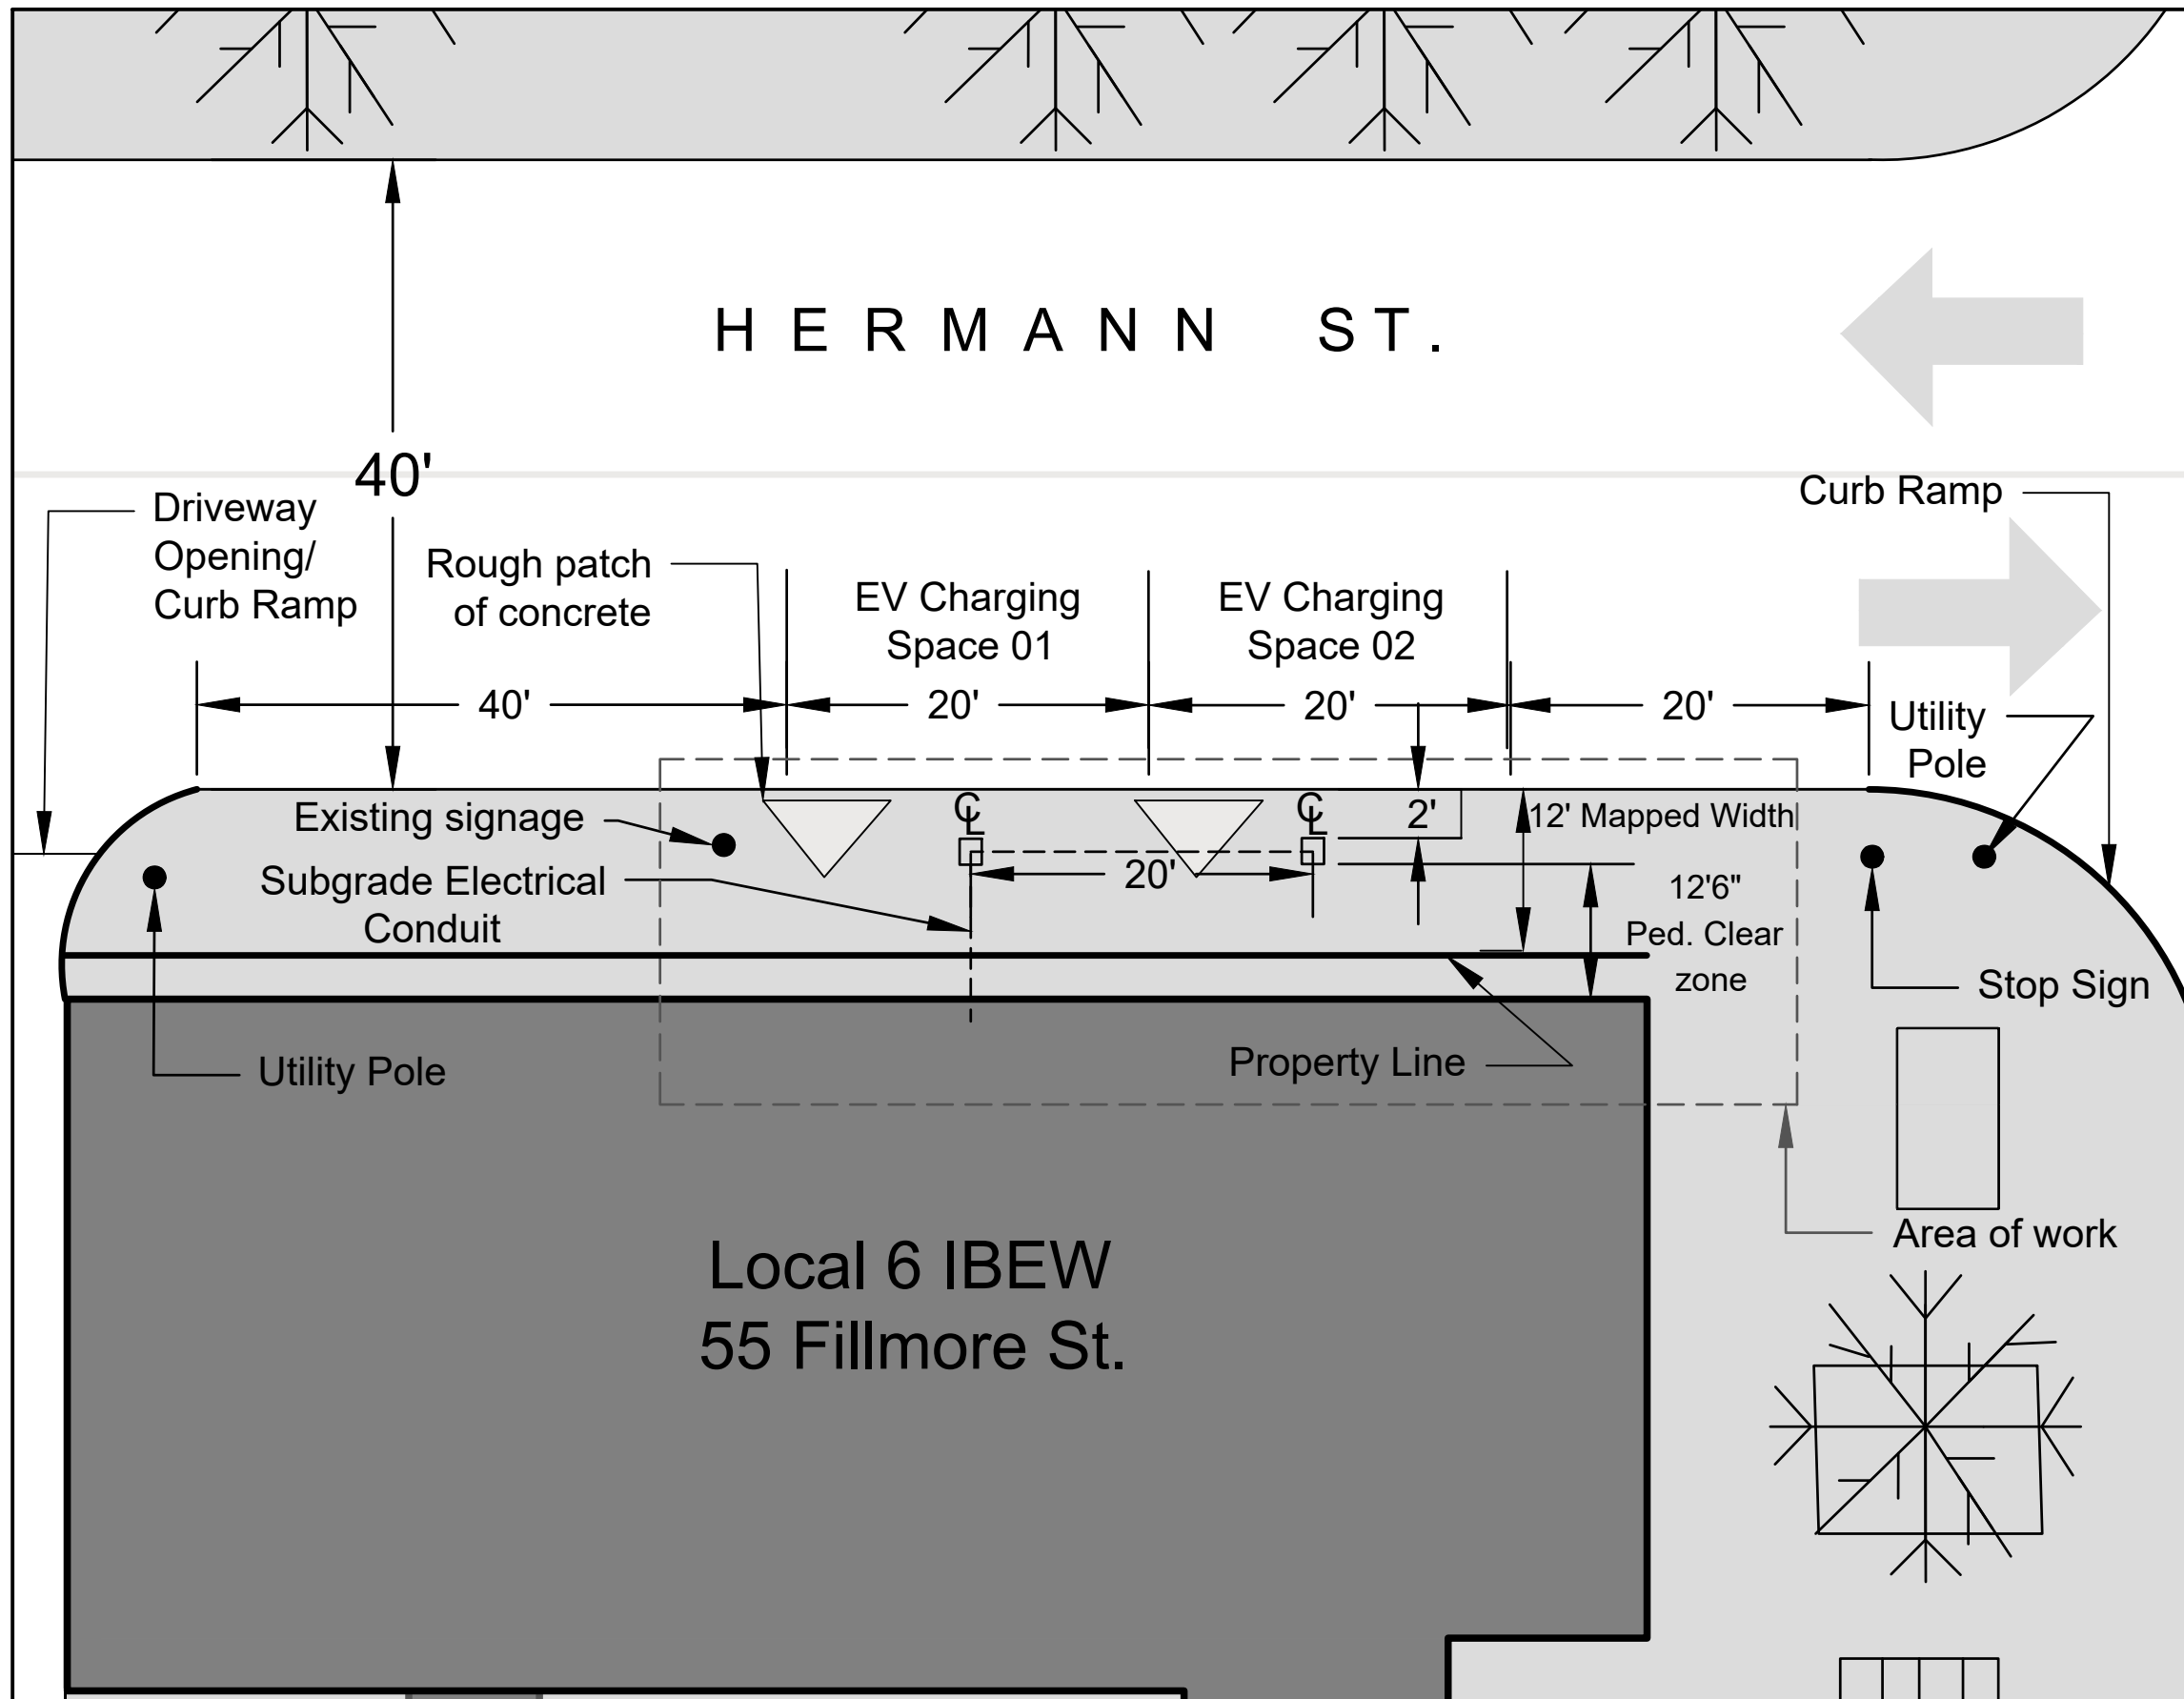 HERMANN ST.
40'
Driveway
Opening/
Curb Ramp
Rough patch
of concrete
EV Charging
Space 01
EV Charging
Space 02
Curb Ramp
40'
20'
20'
20'
Utility
Pole
Existing signage
CL
CL
2'
12' Mapped Width
Subgrade Electrical
Conduit
20'
12'6"
Ped. Clear
zone
Stop Sign
Utility Pole
Property Line
Area of work
Local 6 IBEW
55 Fillmore St.